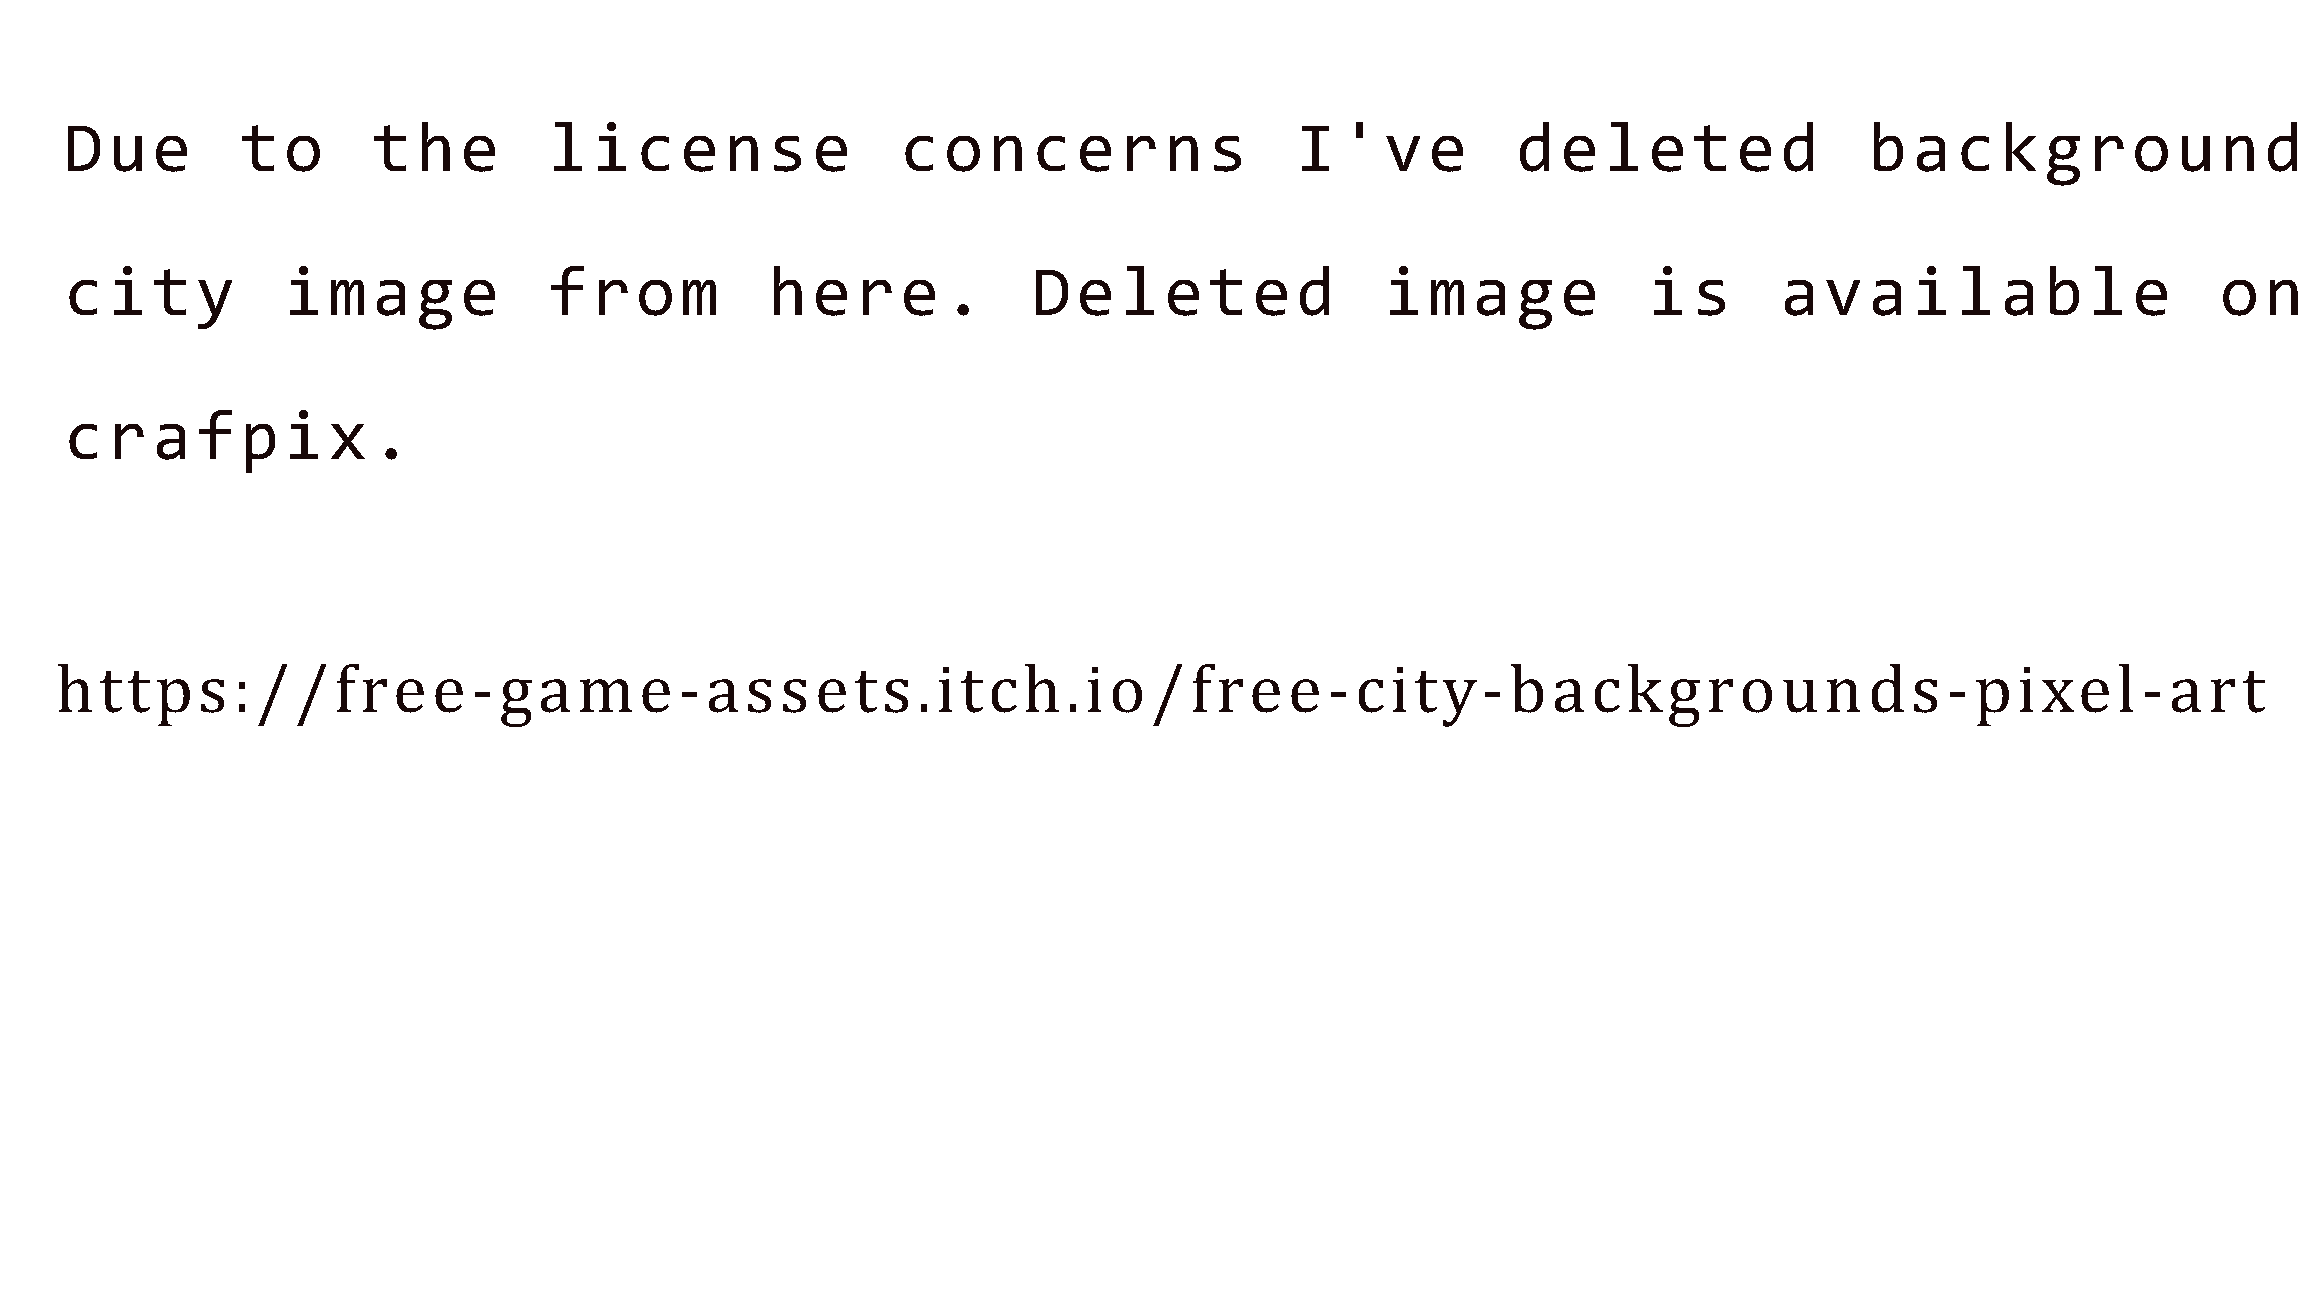 Due to the license concerns I've deleted background
city image from here. Deleted image is available on
crafpix.
https://free-game-assets.itch.io/free-city-backgrounds-pixel-art